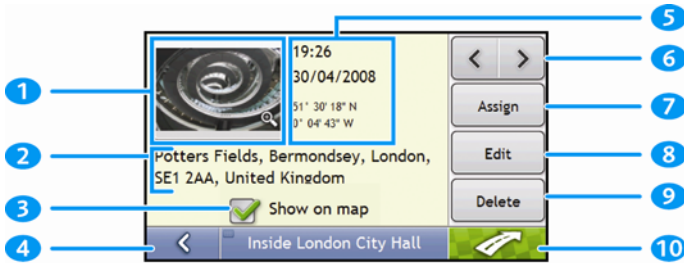 5
19:26
30/04/2008
51° 30' 18" N
0° 04' 43" W
1
6
Assign
7
2
Potters Fields, Bermondsey, London,
SE1 2AA, United Kingdom
Edit
8
3
Show on map
Delete
9
4
Inside London City Hall
10